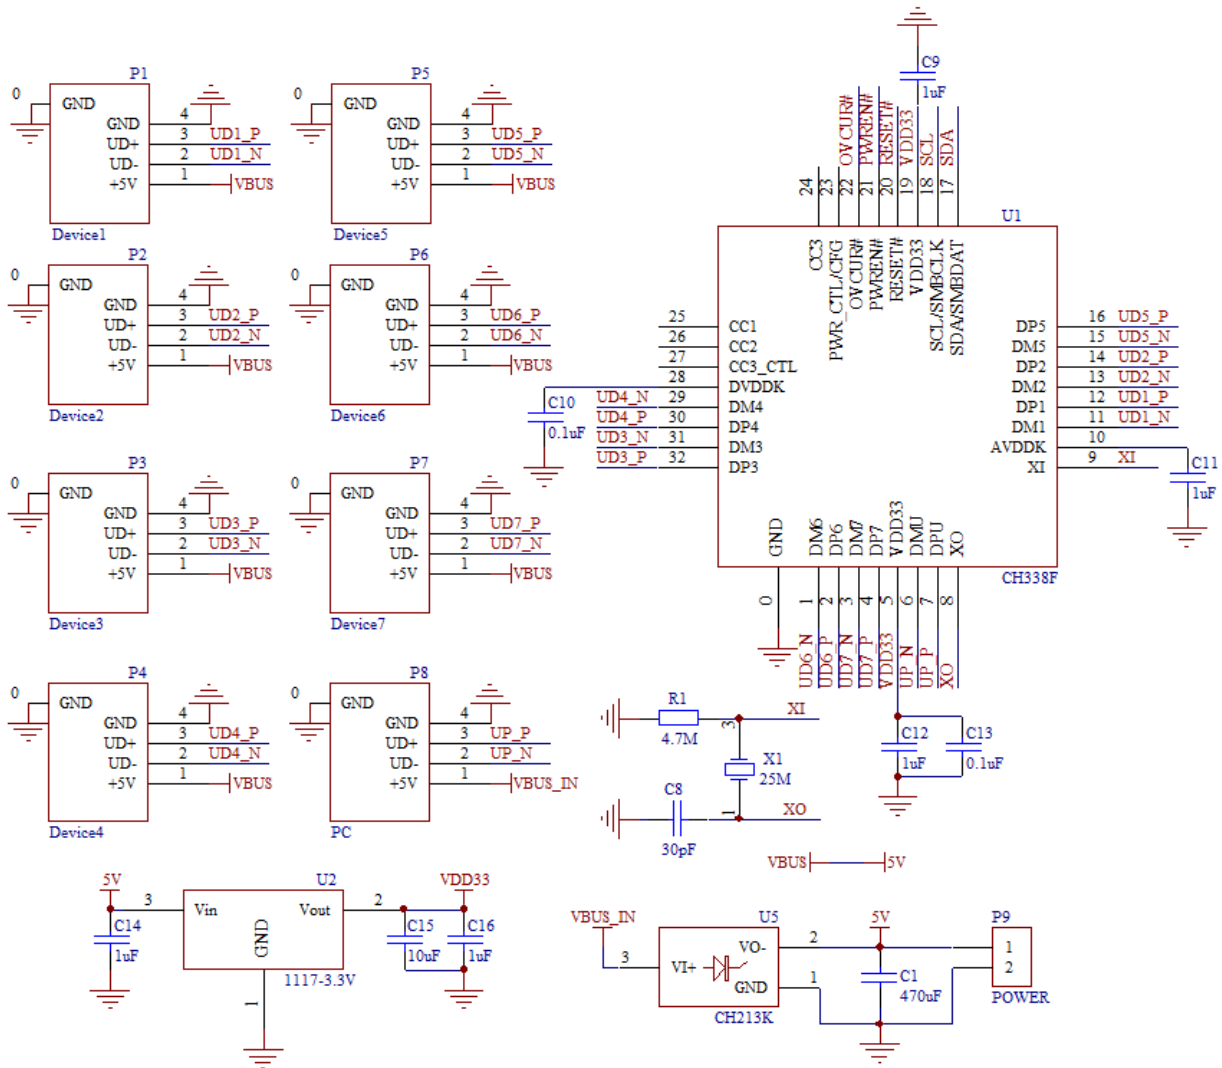 P1
0
GND
GND 4
UD+ 3 UD1_P
UD- 2 UD1_N
+5V 1 VBUS
Device1
P5
0
GND
GND 4
UD+ 3 UD5_P
UD- 2 UD5_N
+5V 1 VBUS
Device5
P2
0
GND
GND 4
UD+ 3 UD2_P
UD- 2 UD2_N
+5V 1 VBUS
Device2
P6
0
GND
GND 4
UD+ 3 UD6_P
UD- 2 UD6_N
+5V 1 VBUS
Device6
P3
0
GND
GND 4
UD+ 3 UD3_P
UD- 2 UD3_N
+5V 1 VBUS
Device3
P7
0
GND
GND 4
UD+ 3 UD7_P
UD- 2 UD7_N
+5V 1 VBUS
Device7
P4
0
GND
GND 4
UD+ 3 UD4_P
UD- 2 UD4_N
+5V 1 VBUS
Device4
P8
0
GND
GND 4
UD+ 3 UP_P
UD- 2 UP_N
+5V 1 VBUS_IN
PC
C9
1uF
U1
24 CC3
23 PWR_CTL/CFG
OVCUR# 22 OVCUR#
PWREN# 21 PWREN#
RESET# 20 RESET#
VDD33 19 VDD33
SCL 18 SCL/SMBCLK
SDA 17 SDA/SMBDAT
25 CC1
26 CC2
27 CC3_CTL
28 DVDDK
UD4_N 29 DM4
UD4_P 30 DP4
UD3_N 31 DM3
UD3_P 32 DP3
C10
0.1uF
DP5 16 UD5_P
DM5 15 UD5_N
DP2 14 UD2_P
DM2 13 UD2_N
DP1 12 UD1_P
DM1 11 UD1_N
AVDDK 10
XI 9 XI
C11
1uF
GND 0
DM6 1 UD6_N
DP6 2 UD6_P
DM7 3 UD7_N
DP7 4 UD7_P
VDD33 5 VDD33
DMU 6 UP_N
DPU 7 UP_P
XO 8 XO
CH338F
R1
4.7M
XI
3
X1
25M
1
C8
30pF
XO
C12
1uF
C13
0.1uF
VBUS 5V
5V
3
U2
Vin Vout
GND
1117-3.3V
1
2
VDD33
C14
1uF
C15
10uF
C16
1uF
VBUS_IN
3
U5
VI+ VO-
GND
CH213K
2
1
5V
C1
470uF
P9
1
2
POWER